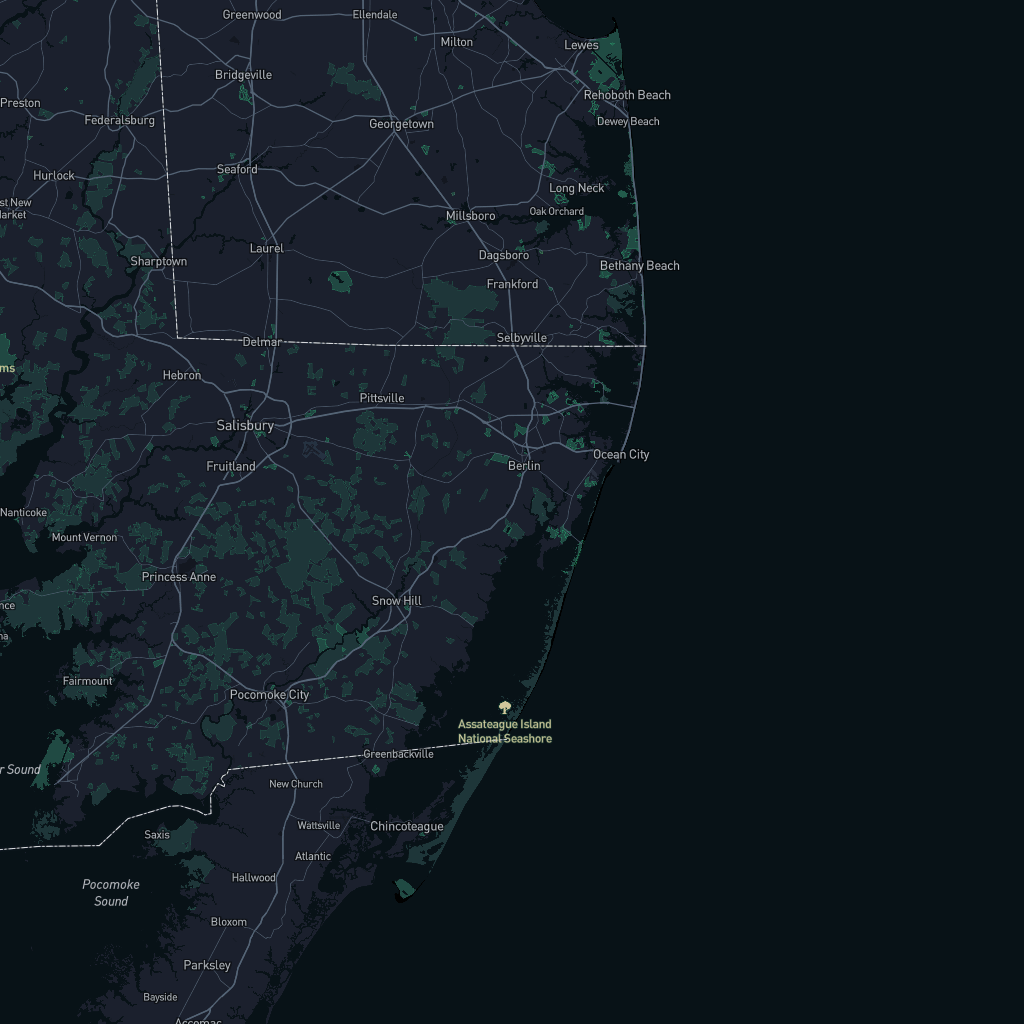 Greenwood
Ellendale
Milton
Lewes
Bridgeville
Rehoboth Beach
Preston
Federalsburg
Georgetown
Dewey Beach
Seaford
Hurlock
Long Neck
st New
Market
Oak Orchard
Millsboro
Laurel
Dagsboro
Sharptown
Bethany Beach
Frankford
Selbyville
Delmar
ms
Hebron
Pittsville
Salisbury
Ocean City
Fruitland
Berlin
Nanticoke
Mount Vernon
Princess Anne
Snow Hill
nce
na
Fairmount
Pocomoke City
Assateague Island
National Seashore
Greenbackville
r Sound
New Church
Wattsville
Chincoteague
Saxis
Atlantic
Hallwood
Pocomoke
Sound
Bloxom
Parksley
Bayside
Accomac